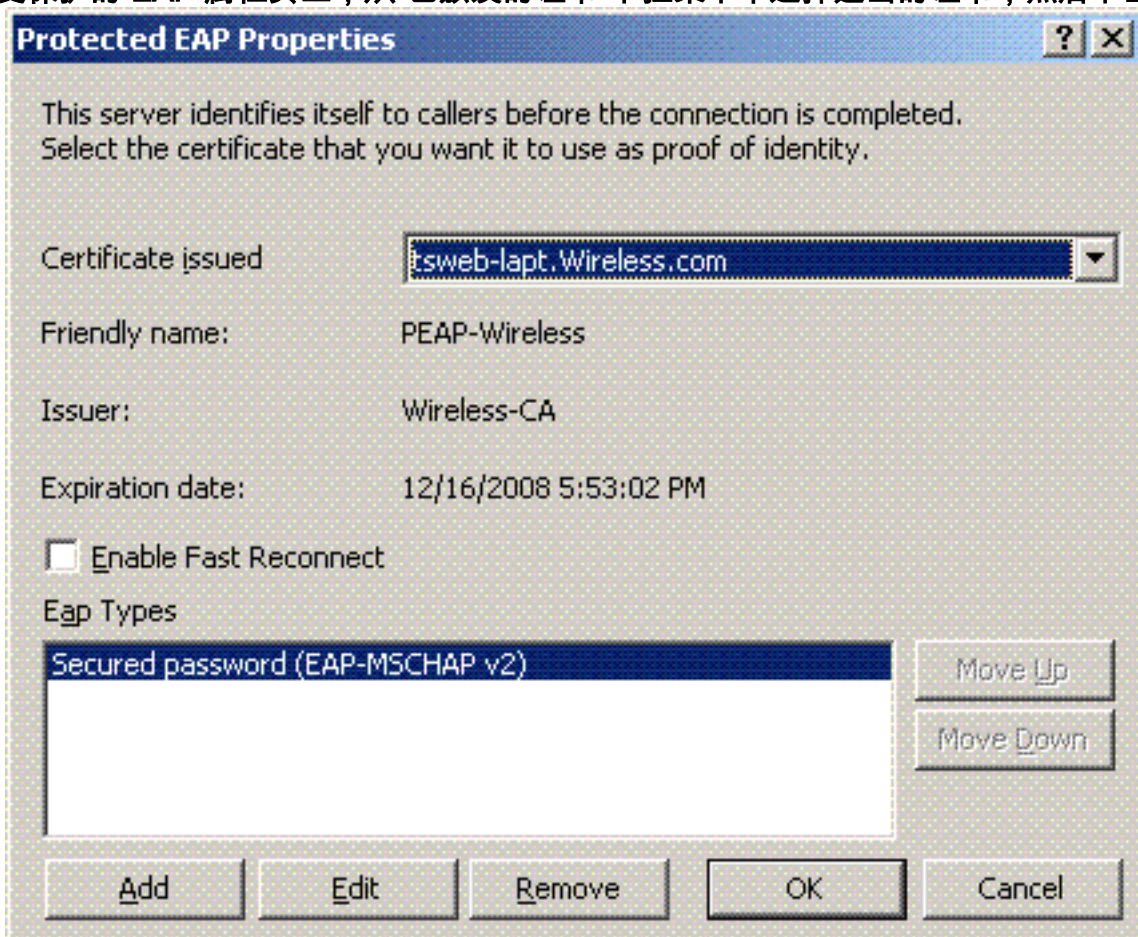 Protected EAP Properties
This server identifies itself to callers before the connection is completed.
Select the certificate that you want it to use as proof of identity.
Certificate issued
tsweb-lapt.Wireless.com
Friendly name:
PEAP-Wireless
Issuer:
Wireless-CA
Expiration date:
12/16/2008 5:53:02 PM
Enable Fast Reconnect
Eap Types
Secured password (EAP-MSCHAP v2)
Move Up
Move Down
Add
Edit
Remove
OK
Cancel